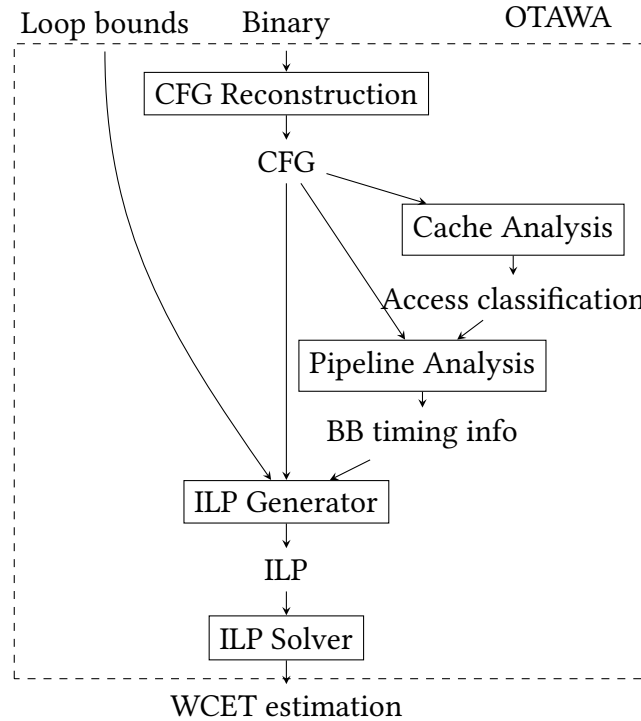 Loop bounds
Binary
OTAWA
CFG Reconstruction
CFG
Cache Analysis
Access classification
Pipeline Analysis
BB timing info
ILP Generator
ILP
ILP Solver
WCET estimation